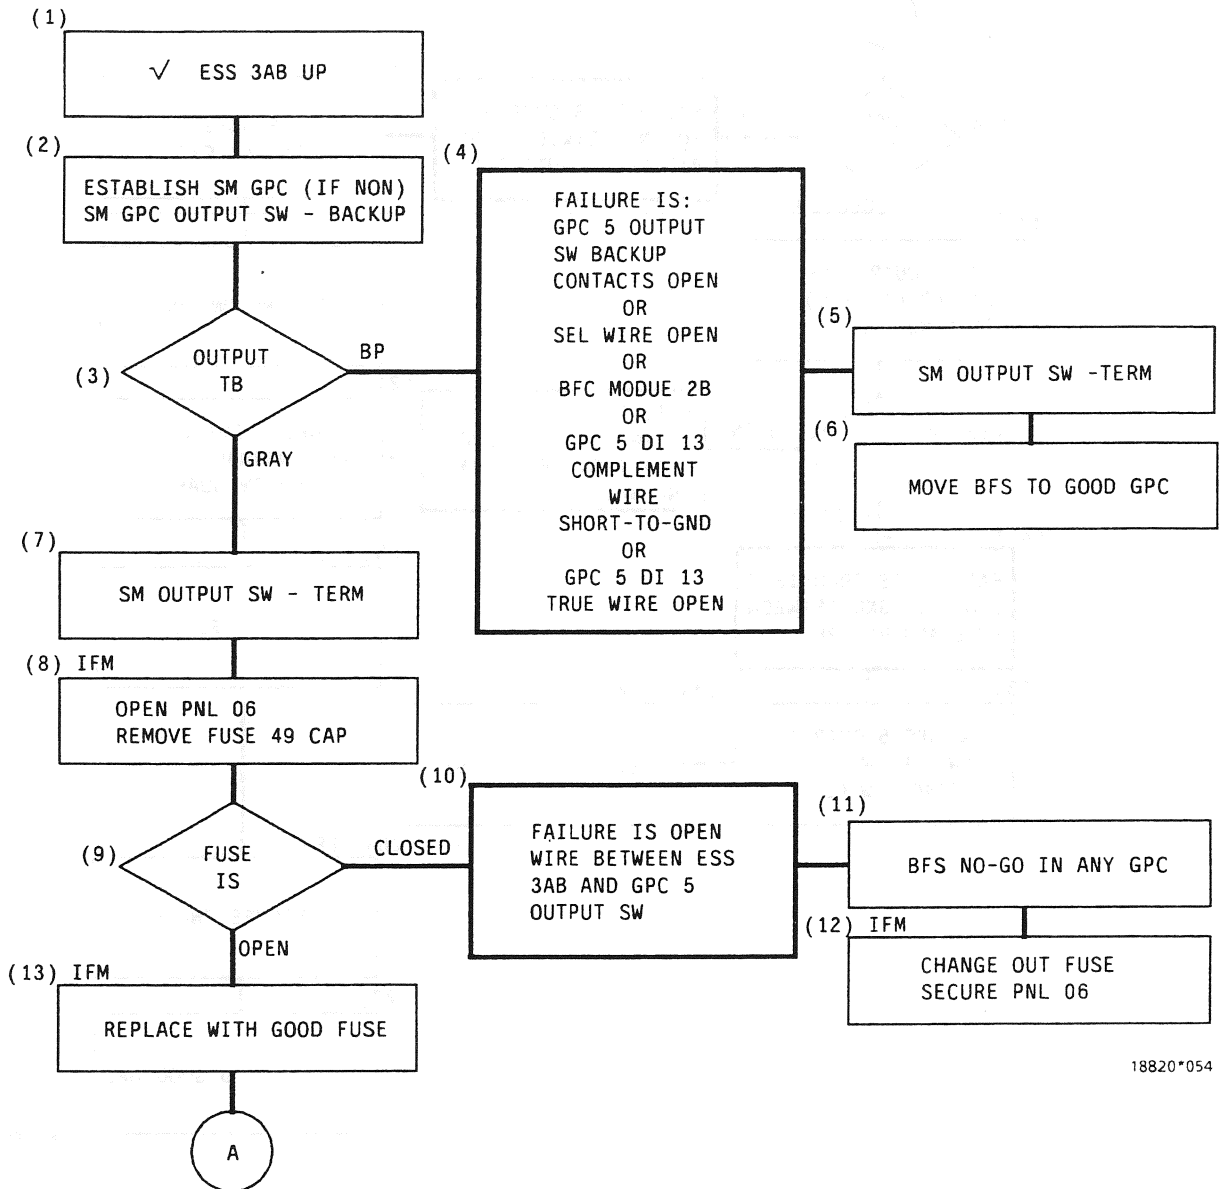 (1)
√ ESS 3AB UP
(2)
ESTABLISH SM GPC (IF NON)
SM GPC OUTPUT SW - BACKUP
(3)
OUTPUT
TB
BP
GRAY
(4)
FAILURE IS:
GPC 5 OUTPUT
SW BACKUP
CONTACTS OPEN
OR
SEL WIRE OPEN
OR
BFC MODUE 2B
OR
GPC 5 DI 13
COMPLEMENT
WIRE
SHORT-TO-GND
OR
GPC 5 DI 13
TRUE WIRE OPEN
(5)
SM OUTPUT SW -TERM
(6)
MOVE BFS TO GOOD GPC
(7)
SM OUTPUT SW - TERM
(8) IFM
OPEN PNL 06
REMOVE FUSE 49 CAP
(9)
FUSE
IS
CLOSED
OPEN
(10)
FAILURE IS OPEN
WIRE BETWEEN ESS
3AB AND GPC 5
OUTPUT SW
(11)
BFS NO-GO IN ANY GPC
(12) IFM
CHANGE OUT FUSE
SECURE PNL 06
(13) IFM
REPLACE WITH GOOD FUSE
A
18820*054